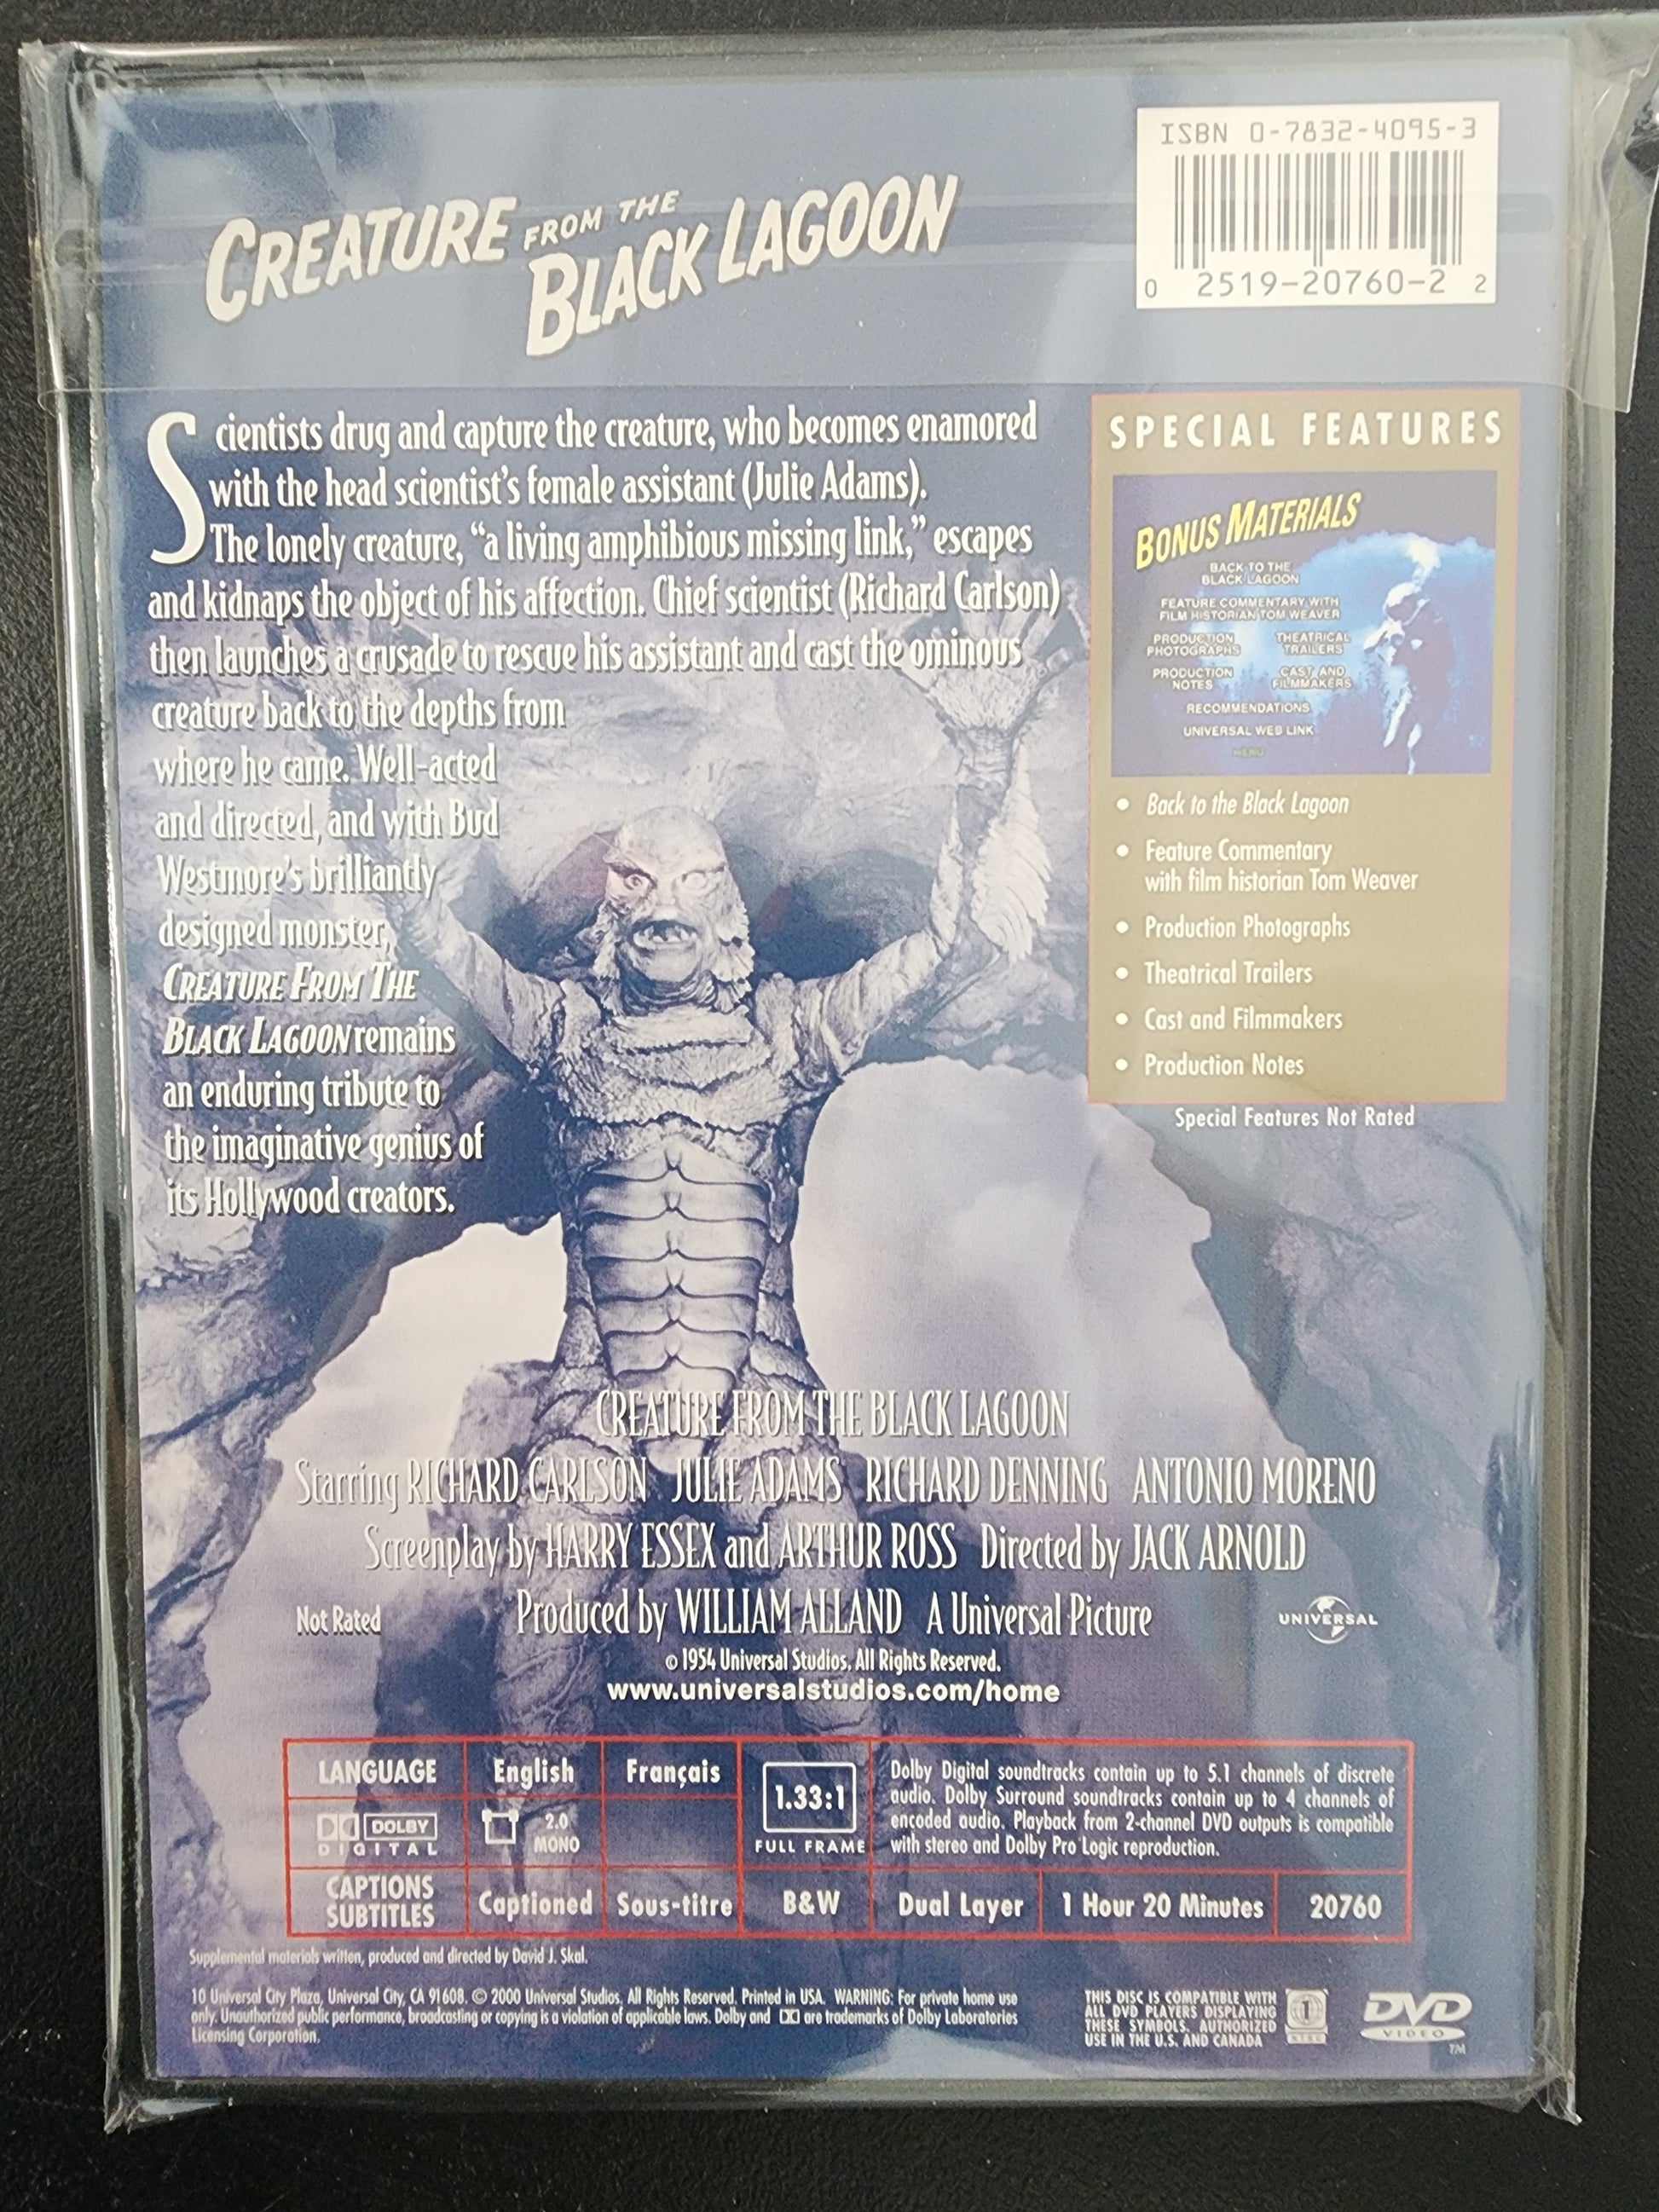 ISBN 0-7832-4095-3
0 2519-20760-2 2
CREATURE FROM THE
BLACK LAGOON
Scientists drug and capture the creature, who becomes enamored
with the head scientist's female assistant (Julie Adams).
The lonely creature, “a living amphibious missing link,” escapes
and kidnaps the object of his affection. Chief scientist (Richard Carlson)
then launches a crusade to rescue his assistant and cast the ominous
creature back to the depths from
where he came. Well-acted
and directed, and with Bud
Westmore's brilliantly
designed monster,
CREATURE FROM THE
BLACK LAGOON remains
an enduring tribute to
the imaginative genius of
its Hollywood creators.
SPECIAL FEATURES
BONUS MATERIALS
BACK TO THE
BLACK LAGOON
FEATURE COMMENTARY WITH
FILM HISTORIAN TOM WEAVER
PRODUCTION
PHOTOGRAPHS
THEATRICAL
TRAILERS
PRODUCTION
NOTES
CAST AND
FILMMAKERS
RECOMMENDATIONS
UNIVERSAL WEB LINK
MENU
• Back to the Black Lagoon
• Feature Commentary
with film historian Tom Weaver
• Production Photographs
• Theatrical Trailers
• Cast and Filmmakers
• Production Notes
Special Features Not Rated
CREATURE FROM THE BLACK LAGOON
Starring RICHARD CARLSON JULIE ADAMS RICHARD DENNING ANTONIO MORENO
Screenplay by HARRY ESSEX and ARTHUR ROSS Directed by JACK ARNOLD
Not Rated
Produced by WILLIAM ALLAND A Universal Picture
UNIVERSAL
© 1954 Universal Studios. All Rights Reserved.
www.universalstudios.com/home
LANGUAGE English Français
DOLBY
DIGITAL
2.0
MONO
1.33:1
FULL FRAME
Dolby Digital soundtracks contain up to 5.1 channels of discrete
audio. Dolby Surround soundtracks contain up to 4 channels of
encoded audio. Playback from 2-channel DVD outputs is compatible
with stereo and Dolby Pro Logic reproduction.
CAPTIONS
SUBTITLES
Captioned Sous-titre B&W Dual Layer 1 Hour 20 Minutes 20760
Supplemental materials written, produced and directed by David J. Skal.
10 Universal City Plaza, Universal City, CA 91608. © 2000 Universal Studios. All Rights Reserved. Printed in USA. WARNING: For private home use
only. Unauthorized public performance, broadcasting or copying is a violation of applicable laws. Dolby and are trademarks of Dolby Laboratories
Licensing Corporation.
THIS DISC IS COMPATIBLE WITH
ALL DVD PLAYERS DISPLAYING
THESE SYMBOLS. AUTHORIZED
USE IN THE U.S. AND CANADA
1
NTSC
DVD
VIDEO
TM